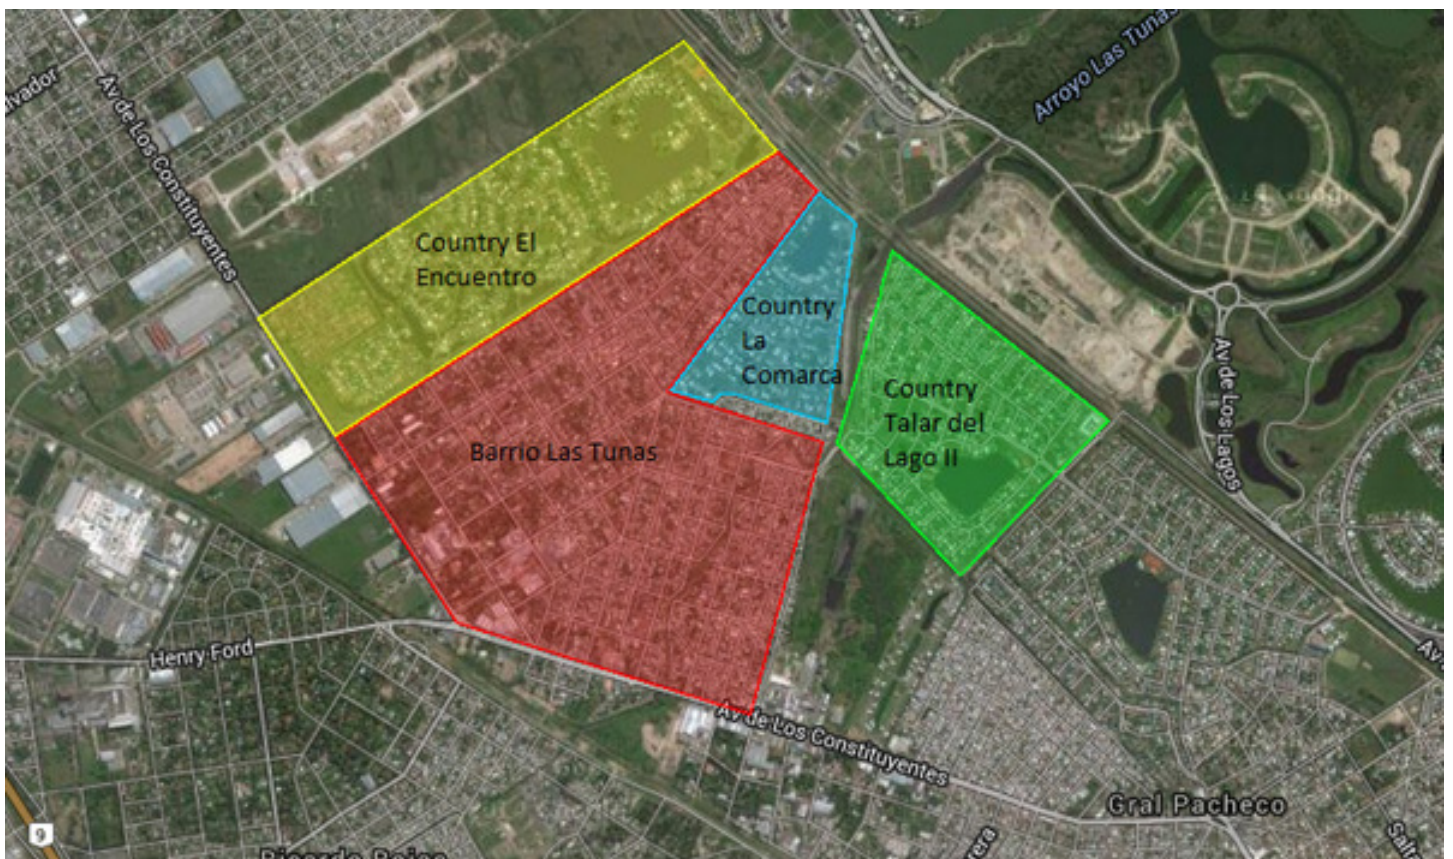 Av de Los Constituyentes
Arroyo Las Tunas
Country El
Encuentro
Country
La
Comarca
Country
Talar del
Lago II
Barrio Las Tunas
Av de Los Lagos
Henry Ford
Av de Los Constituyentes
Gral Pacheco
9